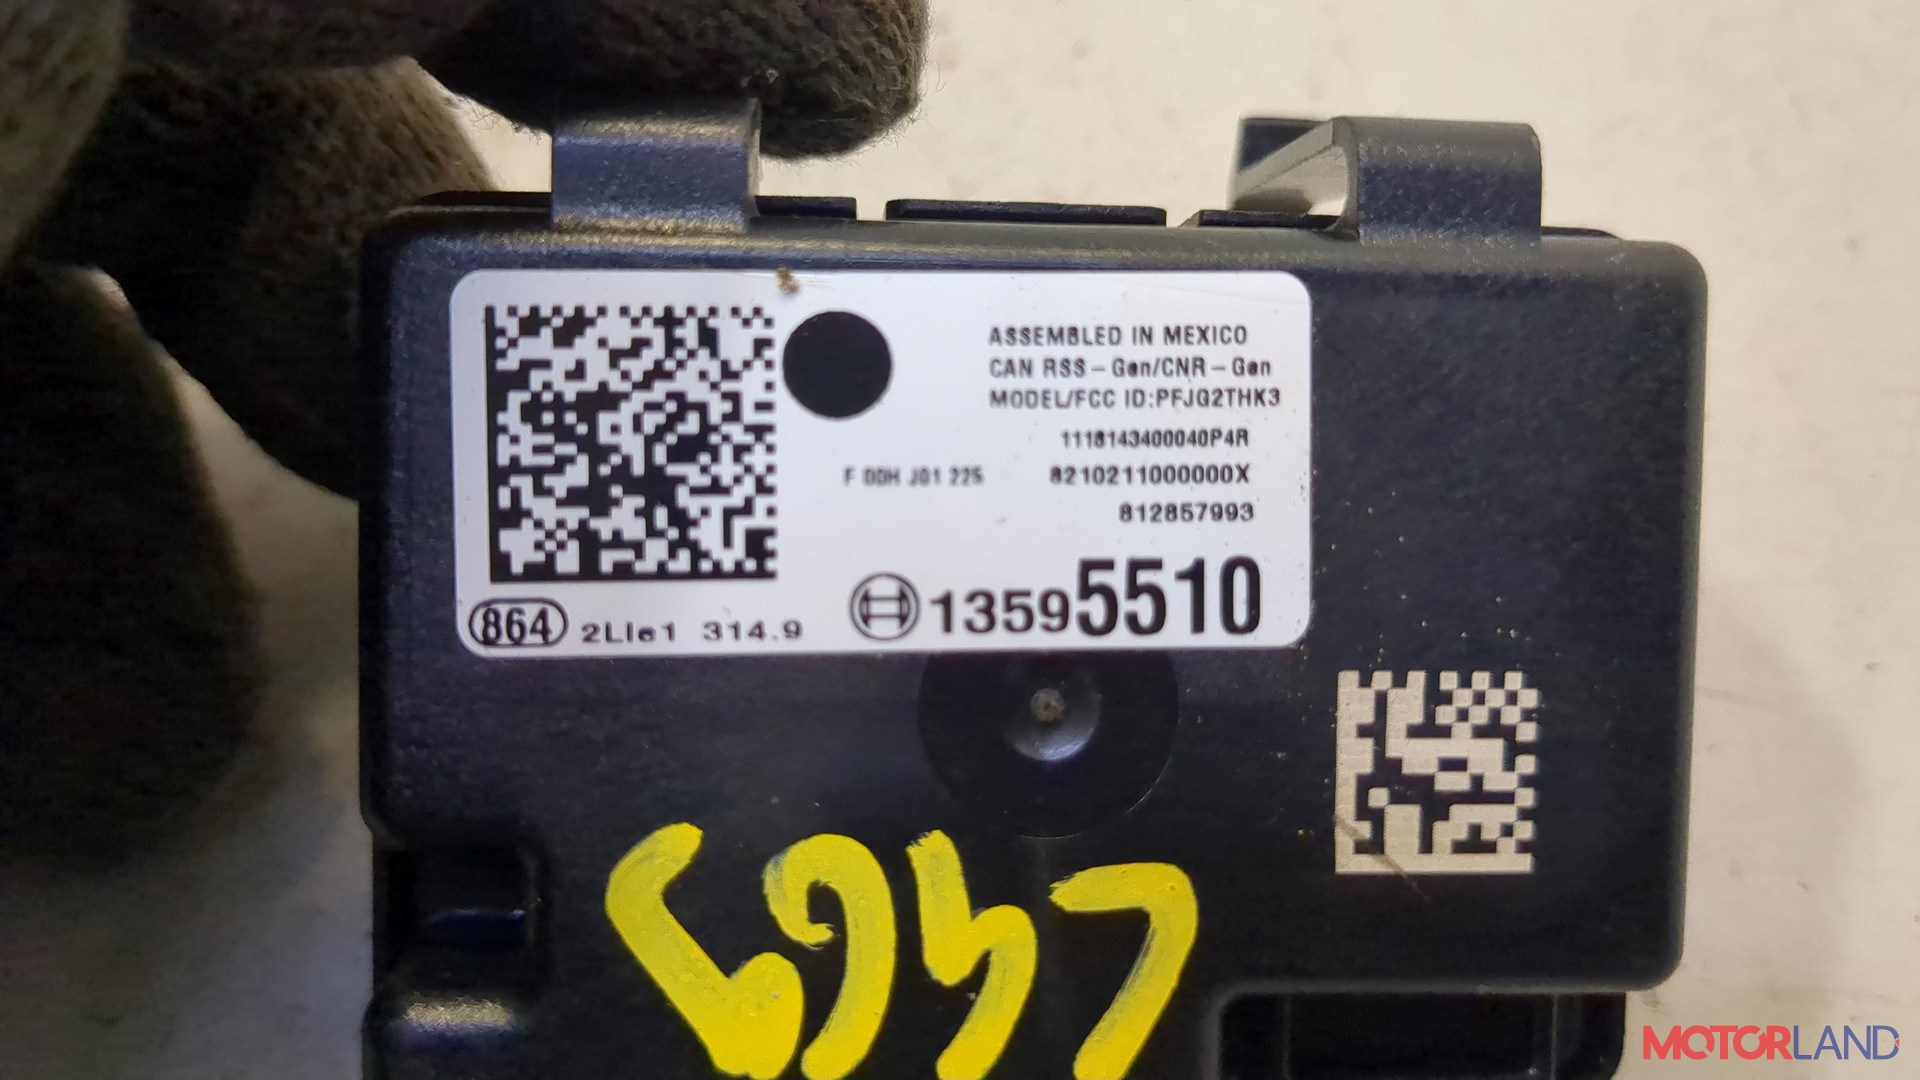 ASSEMBLED IN MEXICO
CAN RSS-Gen/CNR-Gen
MODEL/FCC ID:PFJG2THK3
1118143400040P4R
F 00H J01 225 8210211000000X
812857993
864 2LIe1 314.9 13595510
MOTORLAND